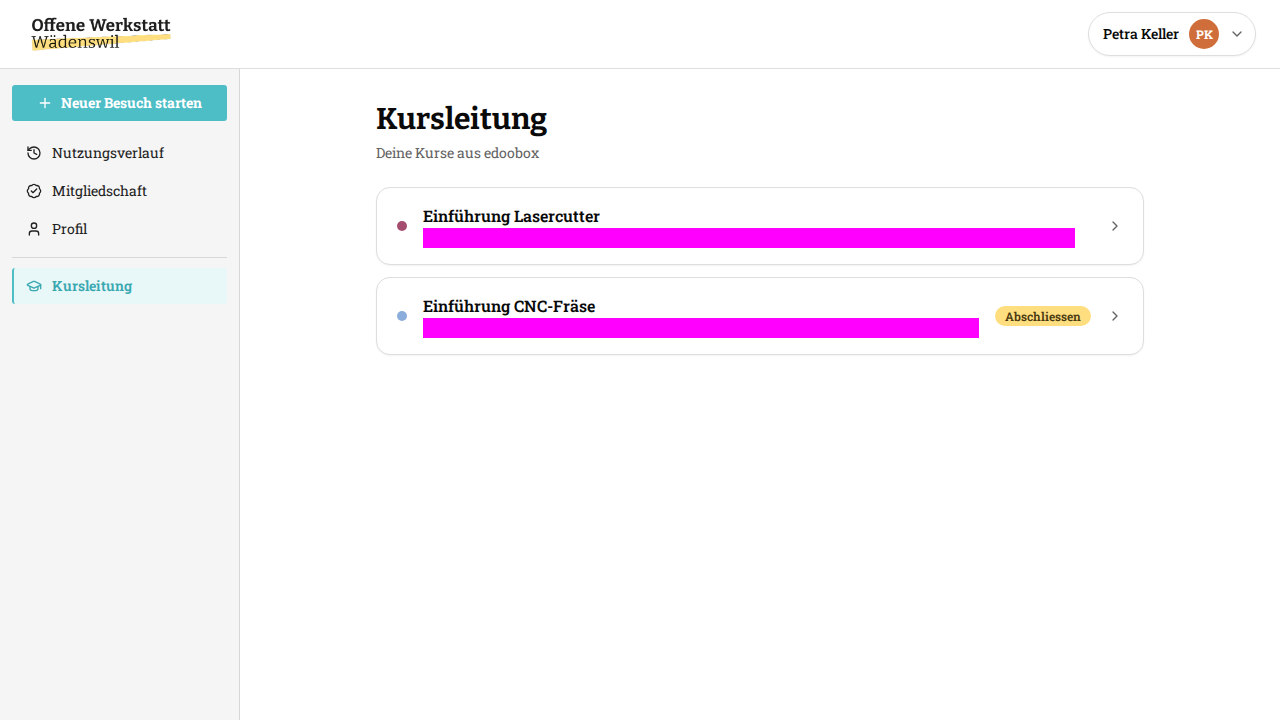 Offene Werkstatt
Wädenswil
Petra Keller
PK
Neuer Besuch starten
Nutzungsverlauf
Mitgliedschaft
Profil
Kursleitung
Kursleitung
Deine Kurse aus edoobox
Einführung Lasercutter
Einführung CNC-Fräse
Abschliessen